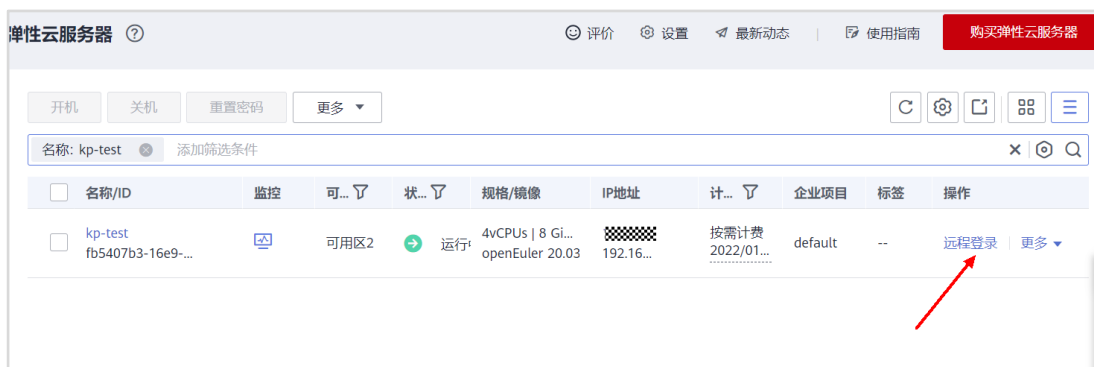 弹性云服务器
评价 设置 最新动态 使用指南 购买弹性云服务器
开机 关机 重置密码 更多
名称: kp-test 添加筛选条件
名称/ID 监控 可... 状... 规格/镜像 IP地址 计... 企业项目 标签 操作
kp-test 4vCPUs | 8 Gi... 按需计费
可用区2 运行 default -- 远程登录 更多
fb5407b3-16e9-... openEuler 20.03 192.16... 2022/01...